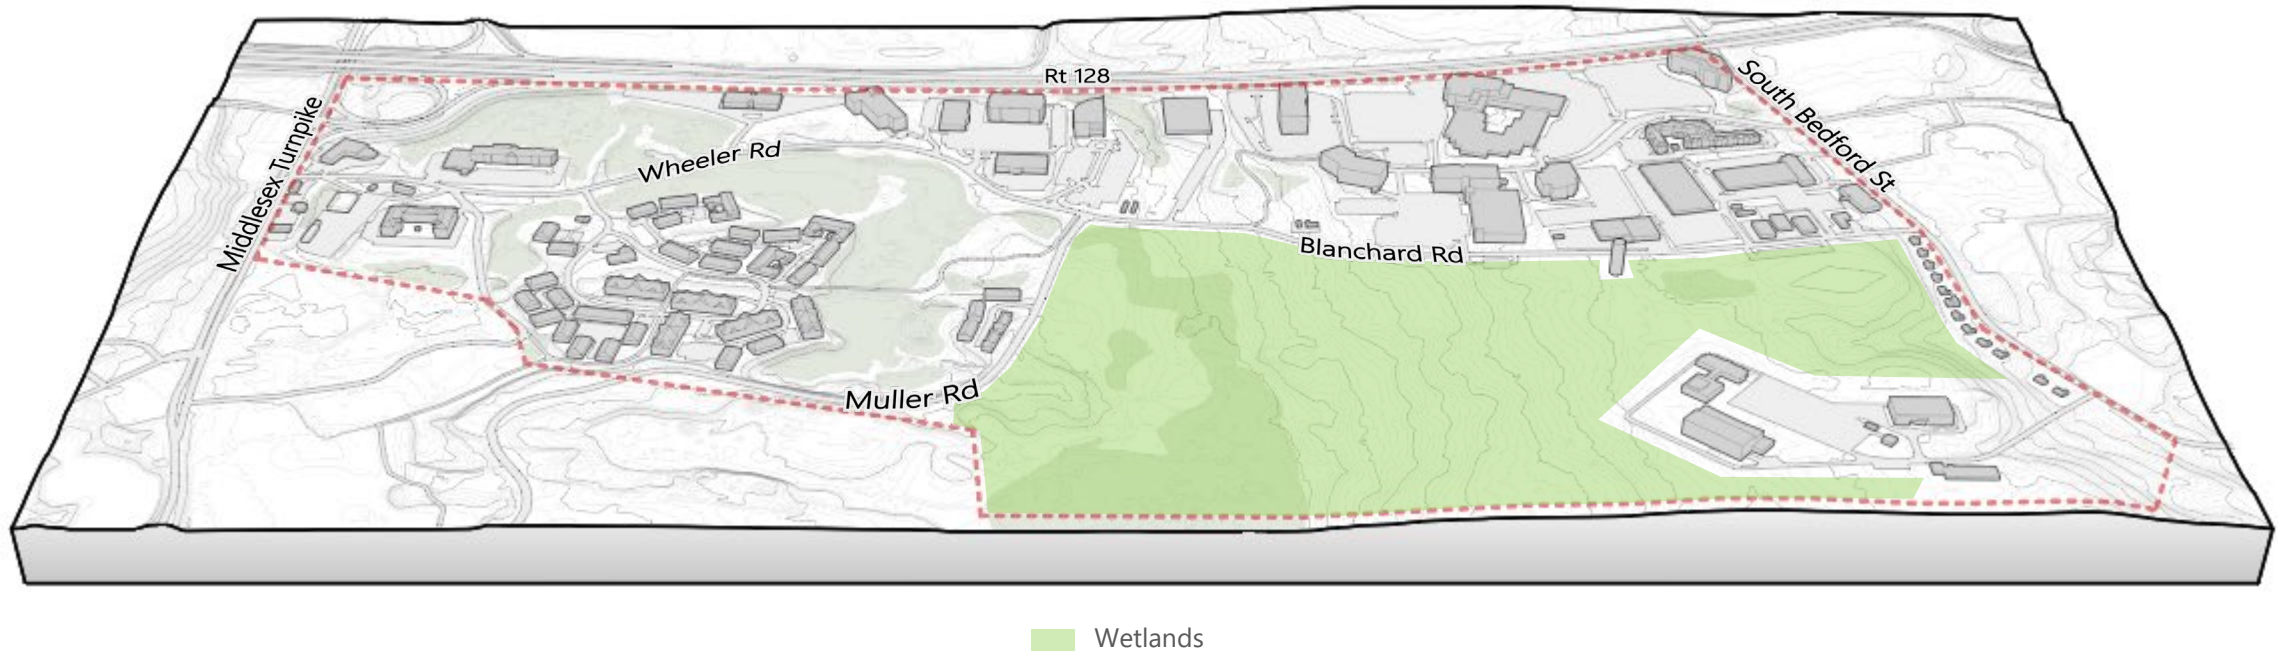 Rt 128
South Bedford St
Middlesex Turnpike
Wheeler Rd
Blanchard Rd
Muller Rd
Wetlands